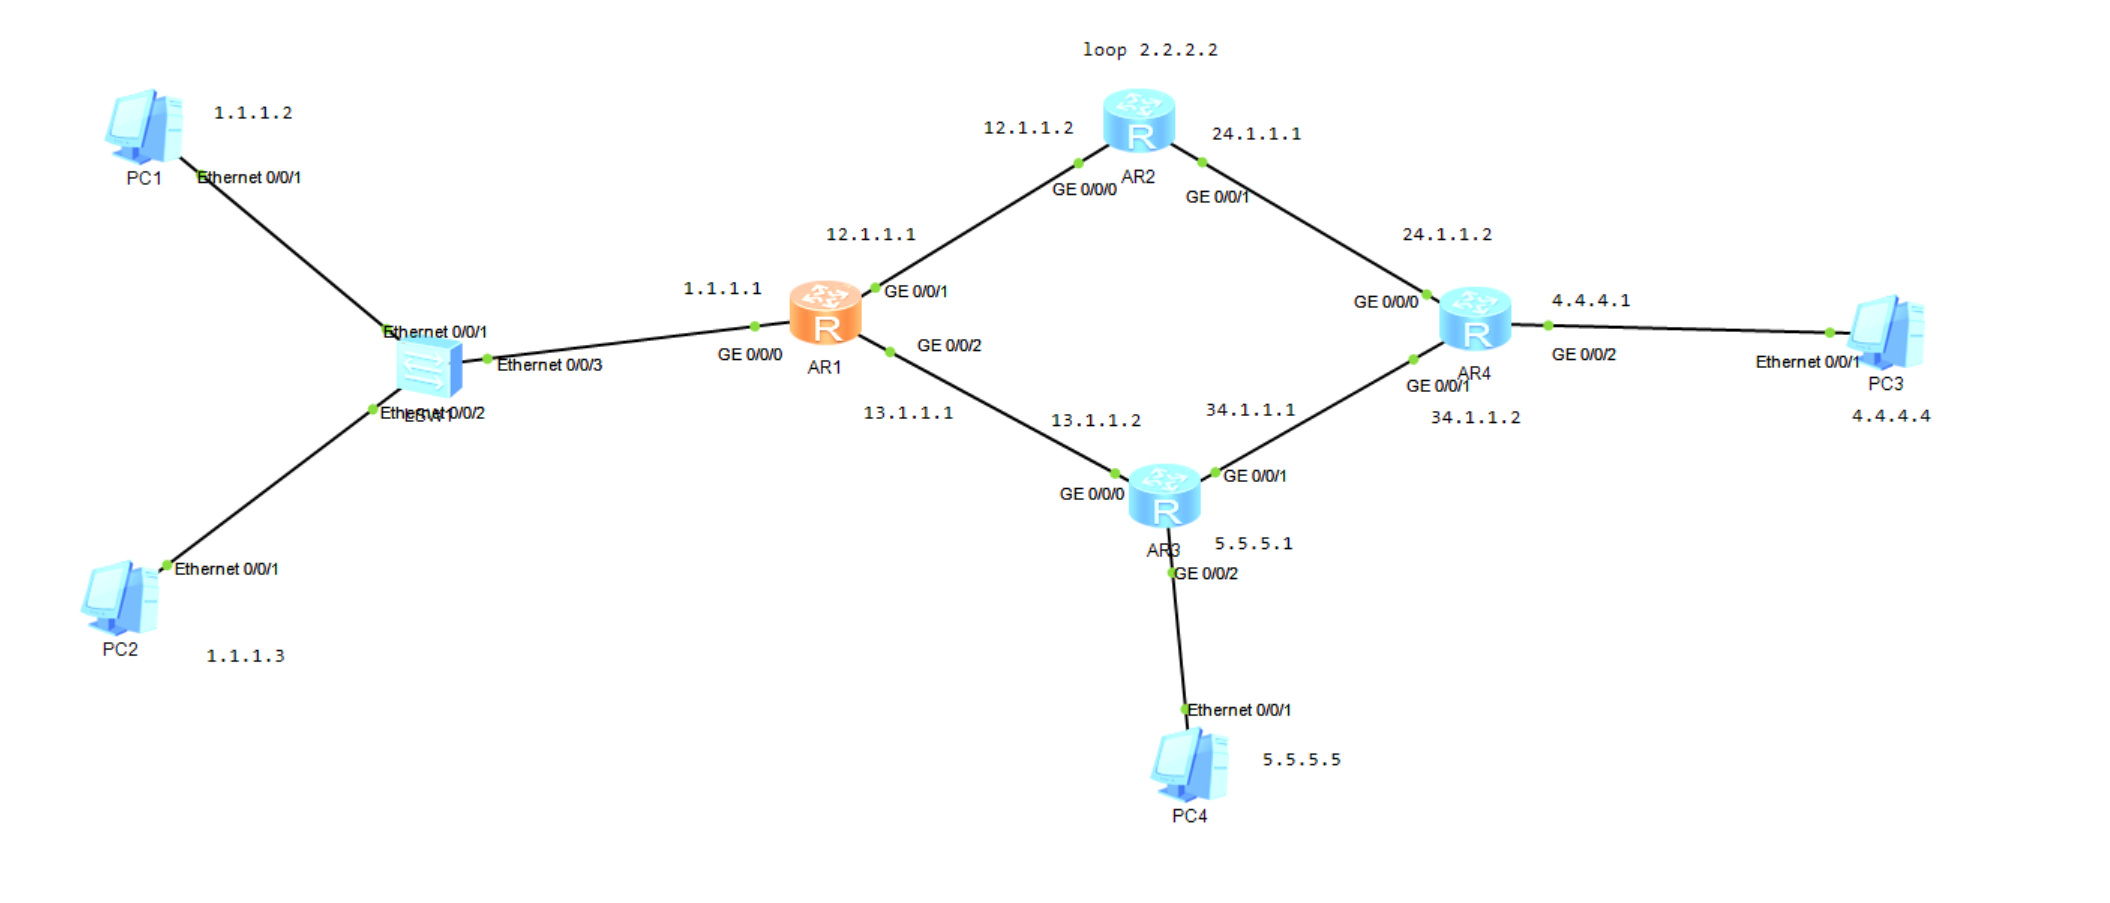 loop 2.2.2.2
1.1.1.2
12.1.1.2
24.1.1.1
PC1
Ethernet 0/0/1
AR2
GE 0/0/0
GE 0/0/1
12.1.1.1
24.1.1.2
1.1.1.1
GE 0/0/1
GE 0/0/0
4.4.4.1
Ethernet 0/0/1
GE 0/0/2
GE 0/0/0
Ethernet 0/0/3
AR1
GE 0/0/2
Ethernet 0/0/1
AR4
GE 0/0/1
PC3
Ethernet 0/0/2
LSW1
13.1.1.1
13.1.1.2
34.1.1.1
34.1.1.2
4.4.4.4
GE 0/0/1
GE 0/0/0
AR3
5.5.5.1
Ethernet 0/0/1
GE 0/0/2
PC2
1.1.1.3
Ethernet 0/0/1
5.5.5.5
PC4
R
R
R
R